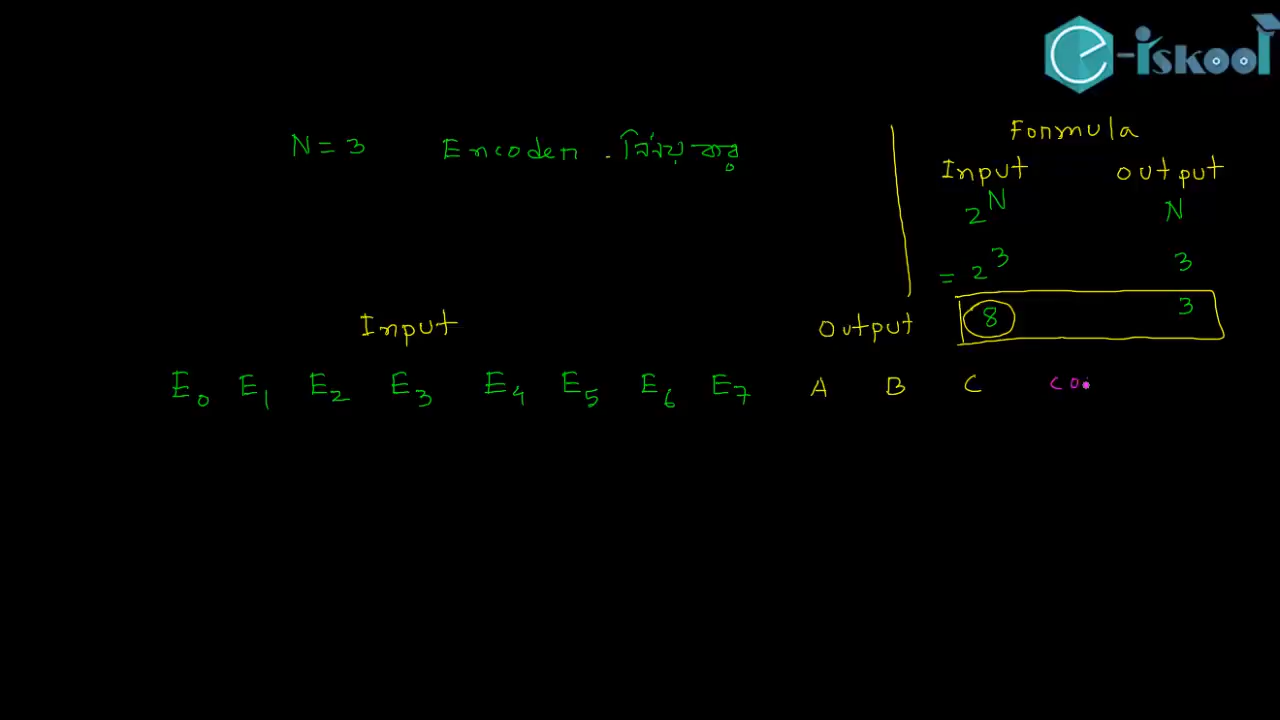 e-iskool
N = 3 Encoder .
Formula
Input Output
2^N N
= 2^3 3
8 3
Input Output
E0 E1 E2 E3 E4 E5 E6 E7 A B C co